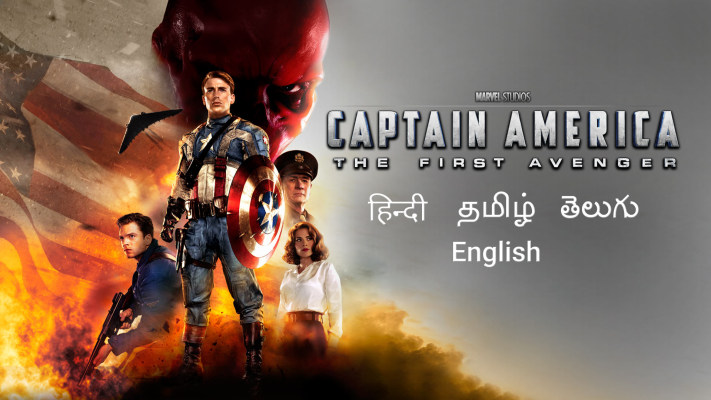 MARVEL STUDIOS
CAPTAIN AMERICA
THE FIRST AVENGER
हिन्दी தமிழ் తెలుగు
English